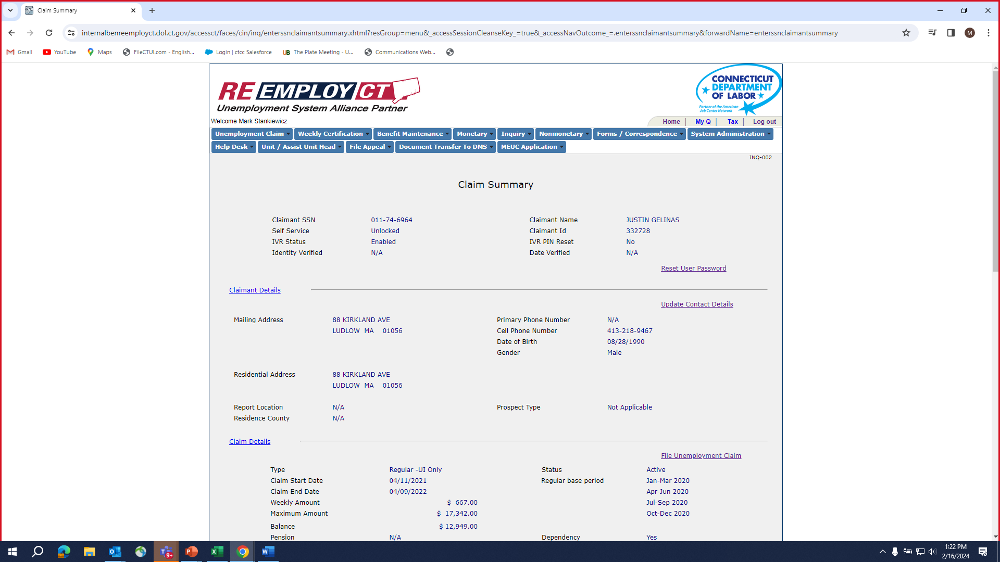 Claim Summary
internalbenreemployct.dol.ct.gov/accessct/faces/cin/inq/enterssnclaimantsummary.xhtml?resGroup=menu&_accessSessionCleanseKey_=true&_accessNavOutcome_=.enterssnclaimantsummary&forwardName=enterssnclaimantsummary
M
Gmail YouTube Maps FileCTUI.com - English... Login | ctcc Salesforce UB The Plate Meeting - U... Communications Web...
REEMPLOYCT
Unemployment System Alliance Partner
CONNECTICUT
DEPARTMENT
OF LABOR
Partner of the American
Job Center Network
Welcome Mark Stankiewicz
Home | My Q | Tax | Log out
Unemployment Claim Weekly Certification Benefit Maintenance Monetary Inquiry Nonmonetary Forms / Correspondence System Administration
Help Desk Unit / Assist Unit Head File Appeal Document Transfer To DMS MEUC Application
INQ-002
Claim Summary
Claimant SSN 011-74-6964 Claimant Name JUSTIN GELINAS
Self Service Unlocked Claimant Id 332728
IVR Status Enabled IVR PIN Reset No
Identity Verified N/A Date Verified N/A
Reset User Password
Claimant Details
Update Contact Details
Mailing Address 88 KIRKLAND AVE Primary Phone Number N/A
LUDLOW MA 01056 Cell Phone Number 413-218-9467
Date of Birth 08/28/1990
Gender Male
Residential Address 88 KIRKLAND AVE
LUDLOW MA 01056
Report Location N/A Prospect Type Not Applicable
Residence County N/A
Claim Details
File Unemployment Claim
Type Regular -UI Only Status Active
Claim Start Date 04/11/2021 Regular base period Jan-Mar 2020
Claim End Date 04/09/2022 Apr-Jun 2020
Weekly Amount $ 667.00 Jul-Sep 2020
Maximum Amount $ 17,342.00 Oct-Dec 2020
Balance $ 12,949.00
Pension N/A Dependency Yes
9+
1:22 PM
2/16/2024